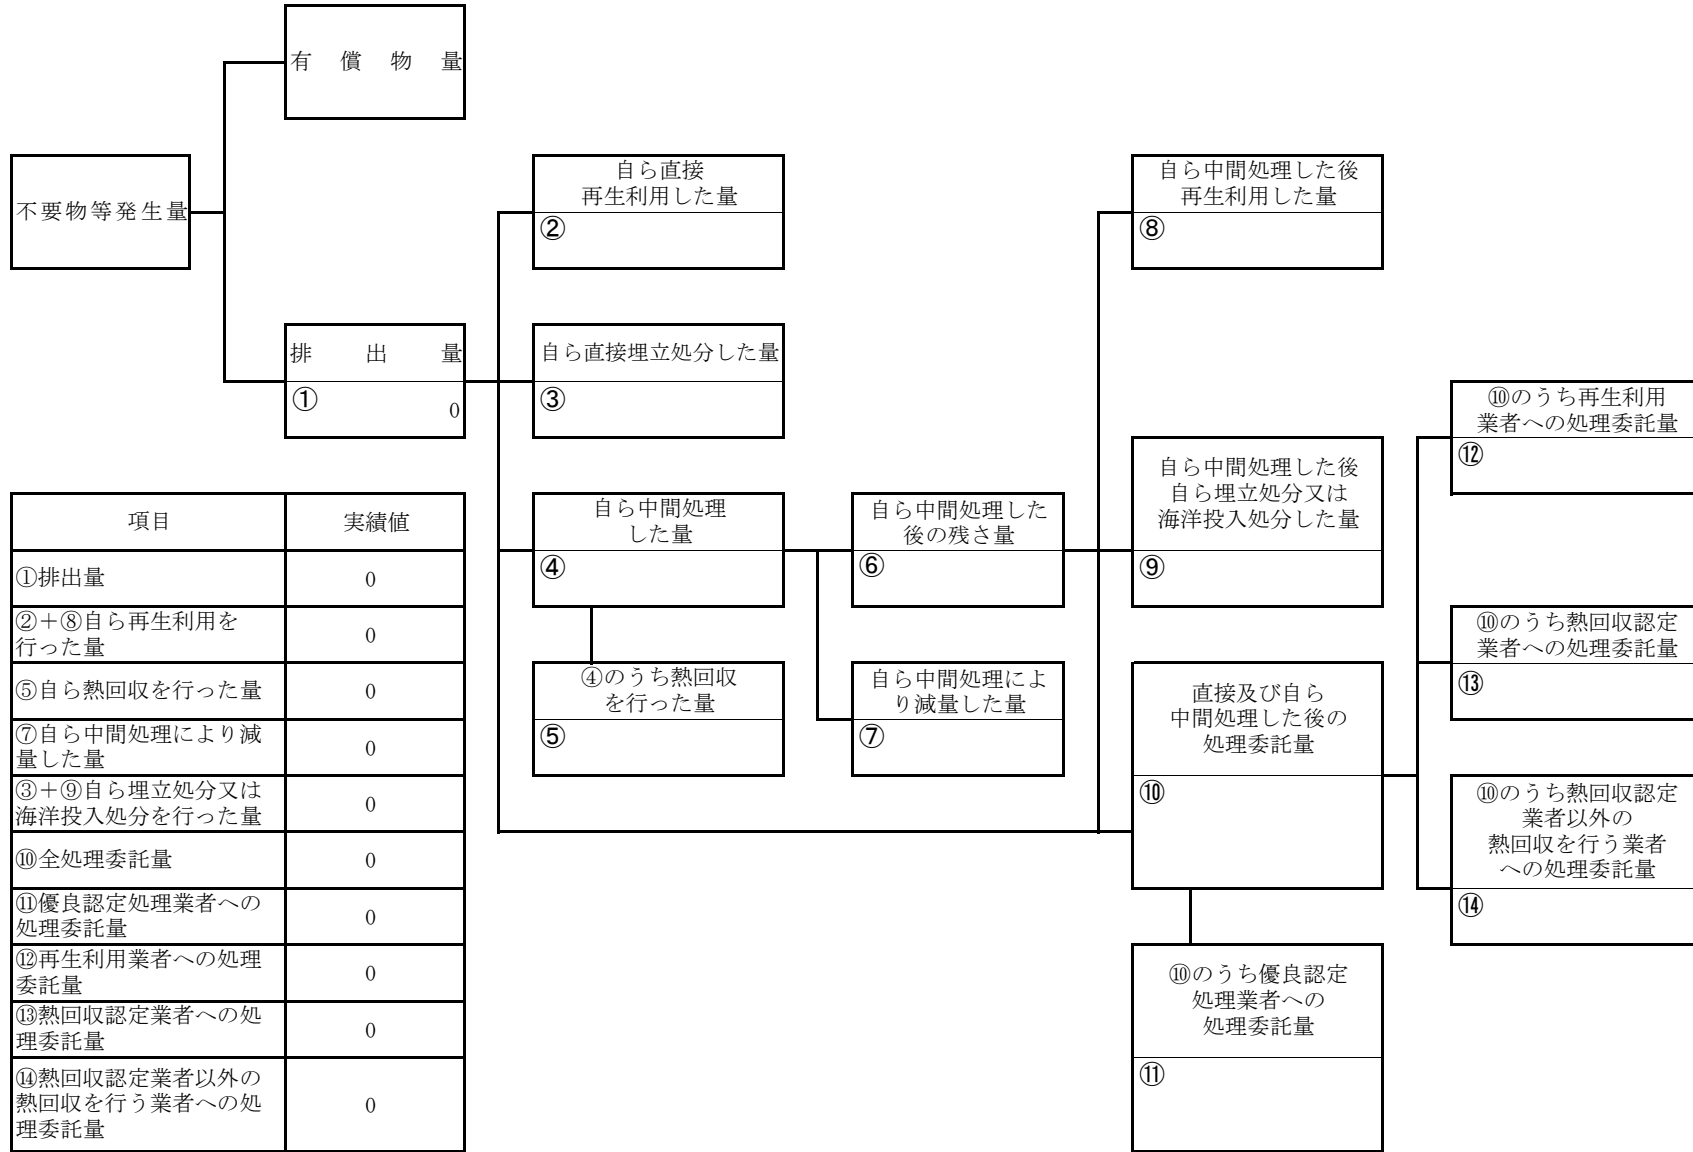 有償物量
不要物等発生量
自ら直接
再生利用した量
②
自ら中間処理した後
再生利用した量
⑧
排出量
①
0
自ら直接埋立処分した量
③
⑩のうち再生利用
業者への処理委託量
⑫
自ら中間処理
した量
④
自ら中間処理した
後の残さ量
⑥
自ら中間処理した後
自ら埋立処分又は
海洋投入処分した量
⑨
④のうち熱回収
を行った量
⑤
自ら中間処理によ
り減量した量
⑦
直接及び自ら
中間処理した後の
処理委託量
⑩
⑩のうち熱回収認定
業者への処理委託量
⑬
⑩のうち熱回収認定
業者以外の
熱回収を行う業者
への処理委託量
⑭
⑩のうち優良認定
処理業者への
処理委託量
⑪
項目 実績値
①排出量 0
②＋⑧自ら再生利用を
行った量 0
⑤自ら熱回収を行った量 0
⑦自ら中間処理により減
量した量 0
③＋⑨自ら埋立処分又は
海洋投入処分を行った量 0
⑩全処理委託量 0
⑪優良認定処理業者への
処理委託量 0
⑫再生利用業者への処理
委託量 0
⑬熱回収認定業者への処
理委託量 0
⑭熱回収認定業者以外の
熱回収を行う業者への処 0
理委託量